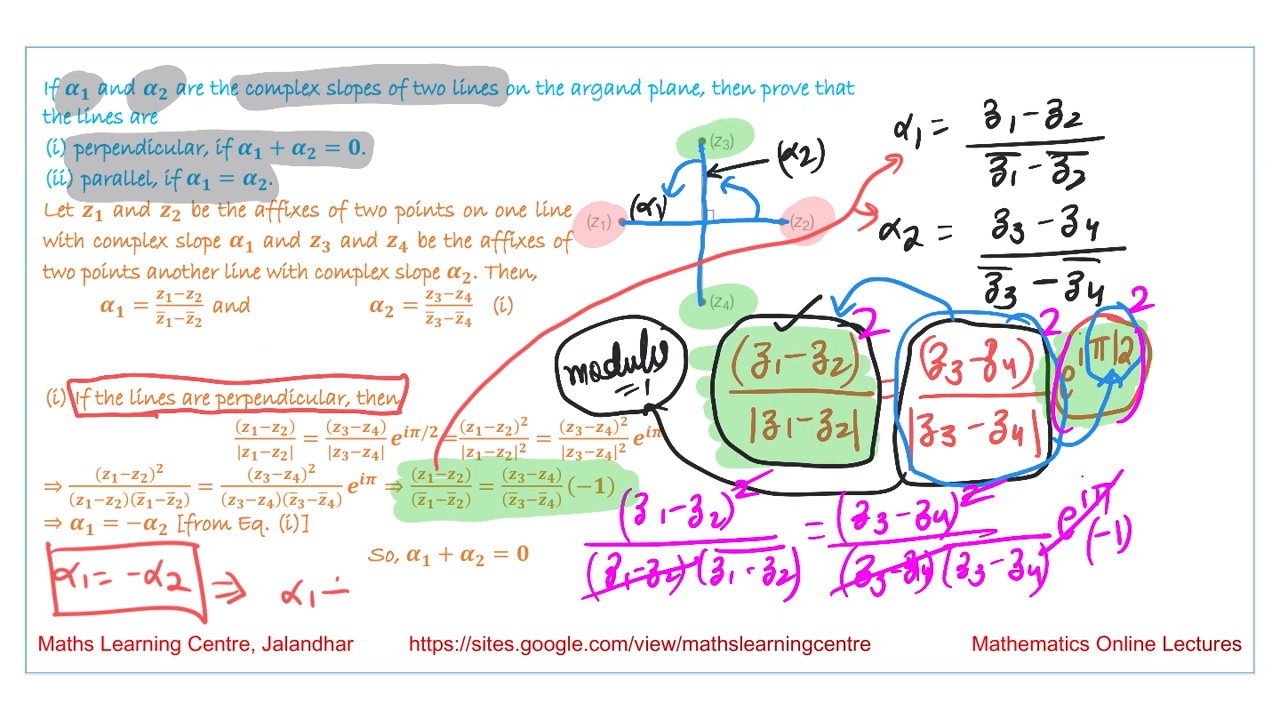 If α₁ and α₂ are the complex slopes of two lines on the argand plane, then prove that
the lines are
(i) perpendicular, if α₁ + α₂ = 0.
(ii) parallel, if α₁ = α₂.
Let z₁ and z₂ be the affixes of two points on one line
with complex slope α₁ and z₃ and z₄ be the affixes of
two points another line with complex slope α₂. Then,
α₁ = (z₁−z₂)/(z̄₁−z̄₂) and α₂ = (z₃−z₄)/(z̄₃−z̄₄) (i)
(i) If the lines are perpendicular, then
(z₁−z₂)/|z₁−z₂| = (z₃−z₄)/|z₃−z₄| e^{iπ/2} = (z₁−z₂)²/|z₁−z₂|² = (z₃−z₄)²/|z₃−z₄|² e^{iπ}
⇒ (z₁−z₂)²/((z₁−z₂)(z̄₁−z̄₂)) = (z₃−z₄)²/((z₃−z₄)(z̄₃−z̄₄)) e^{iπ} ⇒ (z₁−z₂)/(z̄₁−z̄₂) = (z₃−z₄)/(z̄₃−z̄₄) (−1)
⇒ α₁ = −α₂ [from Eq. (i)]
So, α₁ + α₂ = 0
α₁ = −α₂ ⇒ α₁ +
(z₃)
(α₂)
(α₁)
(z₁)
(z₂)
(z₄)
α₁ = (z₁−z₂)/(z̄₁−z̄₂)
α₂ = (z₃−z₄)/(z̄₃−z̄₄)
modulus = 1
((z₁−z₂)/|z₁−z₂|)² = ((z₃−z₄)/|z₃−z₄|)² (e^{iπ/2})²
(z₁−z₂)²/((z₁−z₂)(z̄₁−z̄₂)) = (z₃−z₄)²/((z₃−z₄)(z̄₃−z̄₄)) e^{iπ} (−1)
Maths Learning Centre, Jalandhar
https://sites.google.com/view/mathslearningcentre
Mathematics Online Lectures